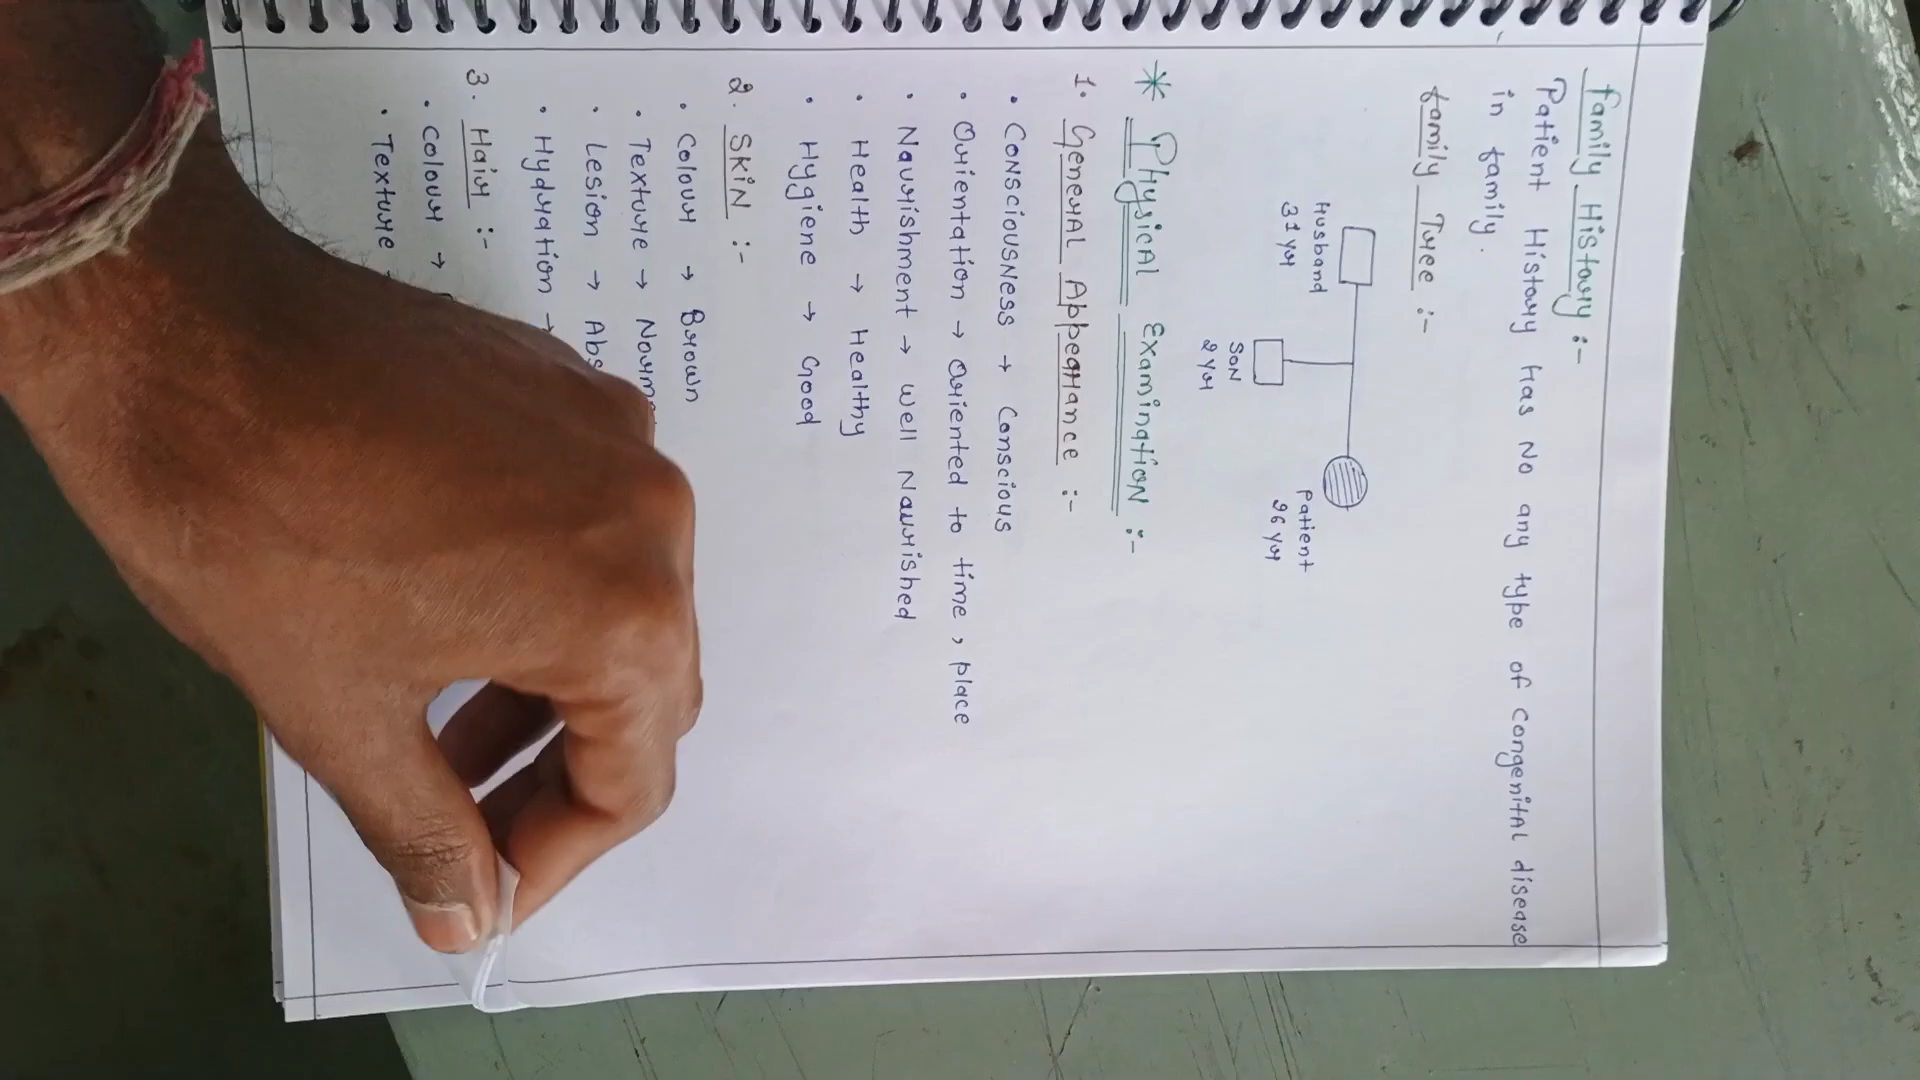 Family History :-
Patient History has No any type of congenital disease
in family.
family Tree :-
Husband
31 yr
Patient
26 yr
Son
2 yr
* Physical Examination :-
1. General Appearance :-
• Consciousness → Conscious
• Orientation → oriented to time, place
• Nourishment → well Nourished
• Health → Healthy
• Hygiene → Good
2. Skin :-
• Colour → Brown
• Texture →
• Lesion →
• Hydration →
3. Hair :-
• Colour →
• Texture